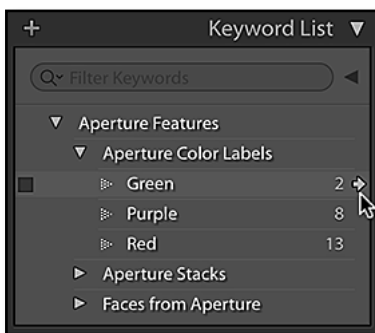 Keyword List
Filter Keywords
Aperture Features
Aperture Color Labels
Green 2
Purple 8
Red 13
Aperture Stacks
Faces from Aperture